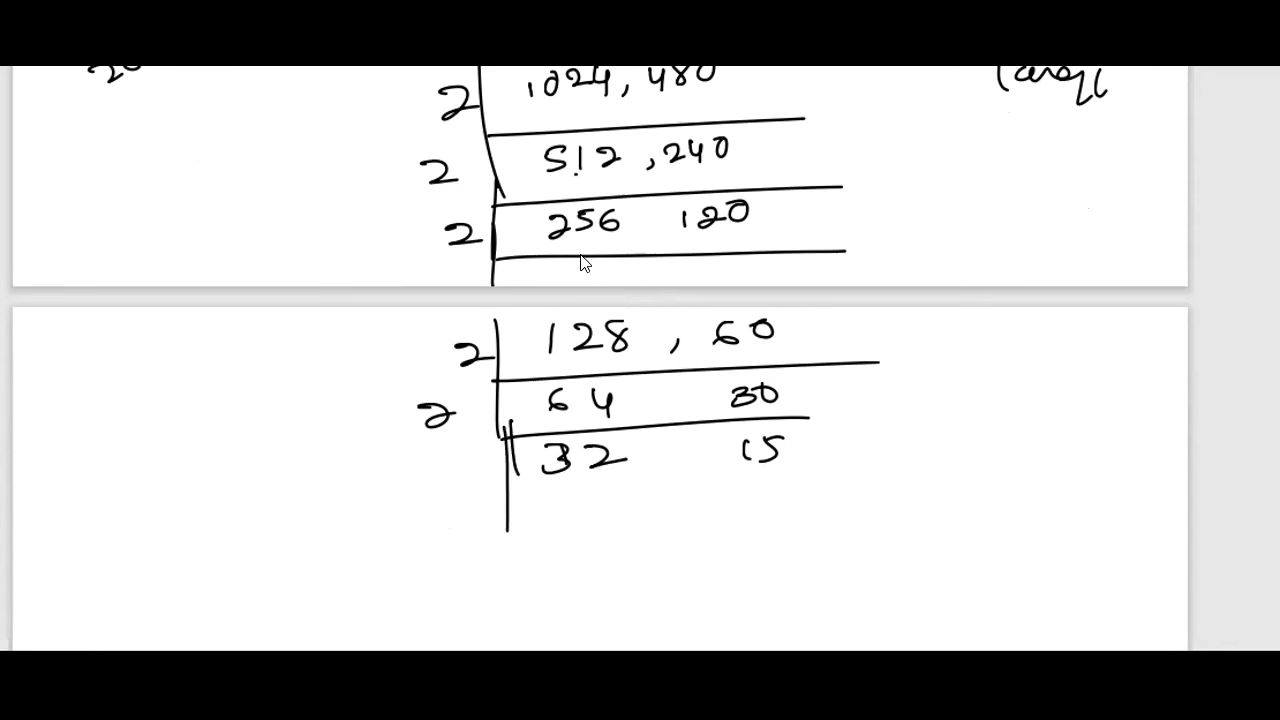 2 1024, 480
2 512, 240
2 256 120
2 128, 60
2 64 30
32 15